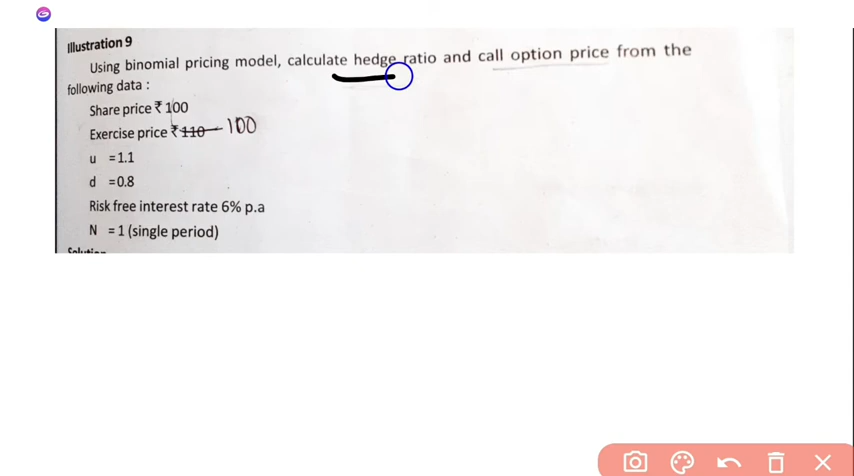 Illustration 9
Using binomial pricing model, calculate hedge ratio and call option price from the
following data :
Share price ₹ 100
Exercise price ₹ 110 100
u = 1.1
d = 0.8
Risk free interest rate 6% p.a
N = 1 (single period)